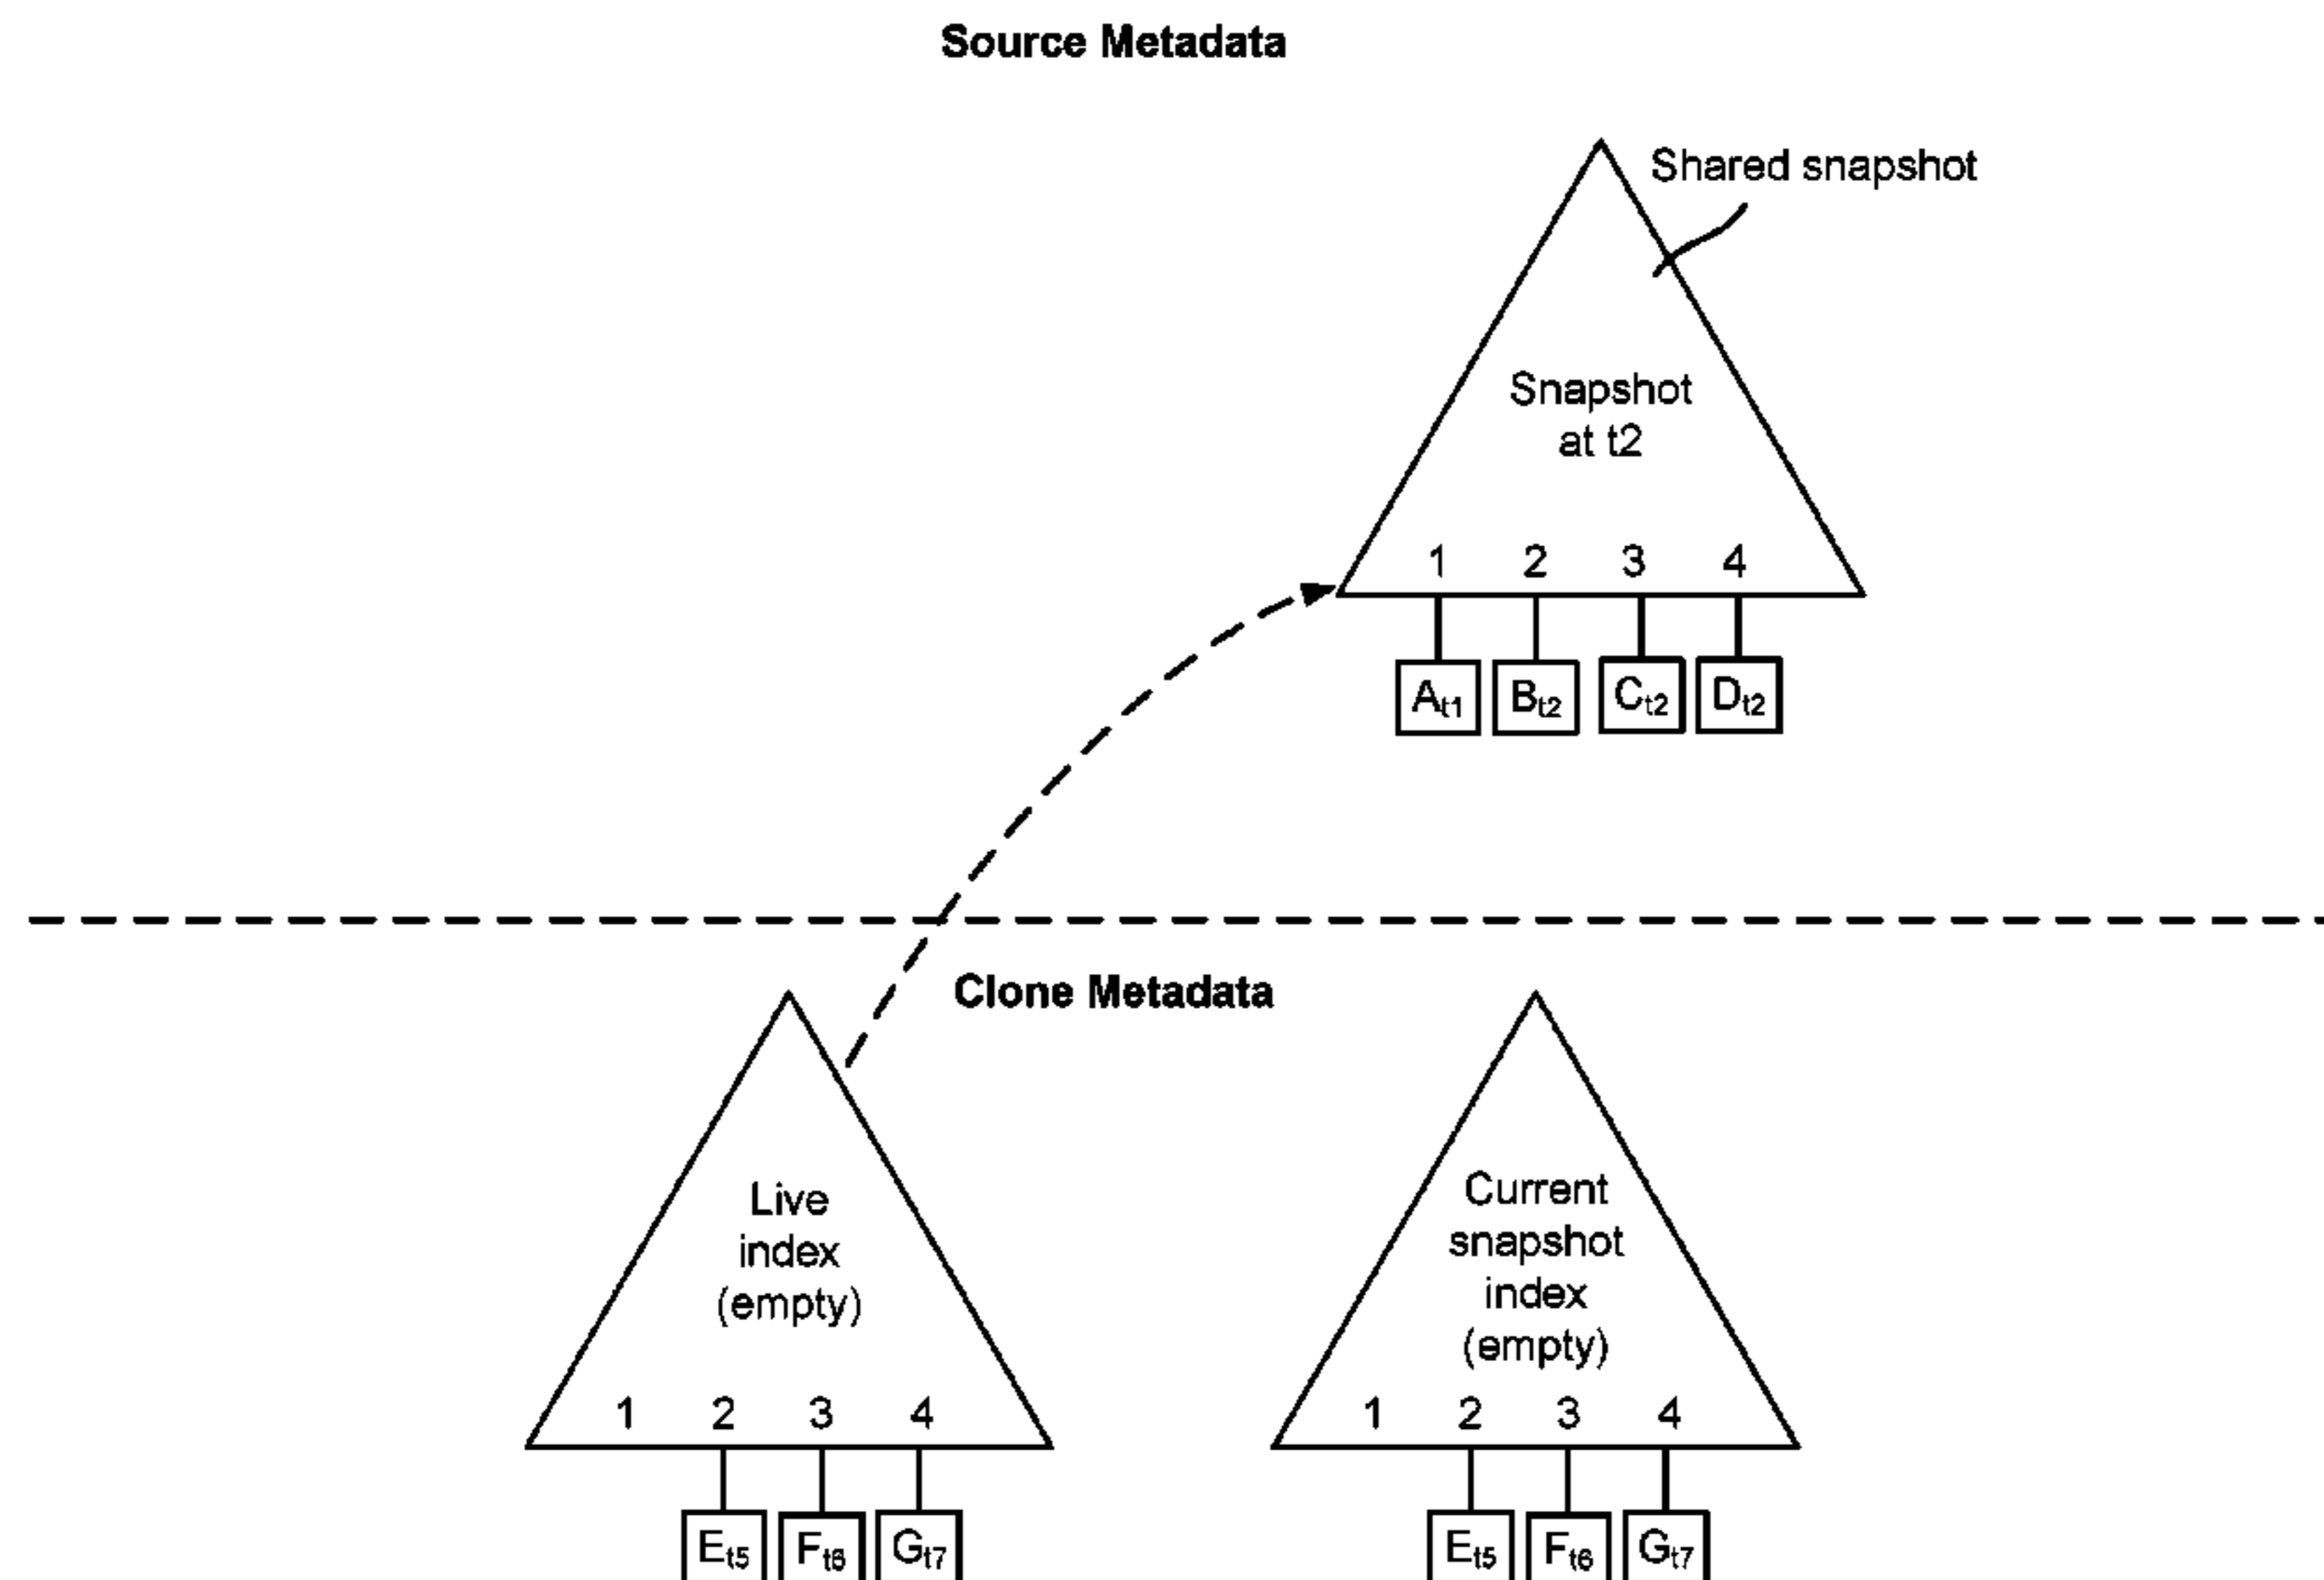 Source Metadata
Shared snapshot
Snapshot
at t2
1 2 3 4
At1 Bt2 Ct2 Dt2
Clone Metadata
Live
index
(empty)
1 2 3 4
Et5 Ft6 Gt7
Current
snapshot
index
(empty)
1 2 3 4
Et5 Ft6 Gt7